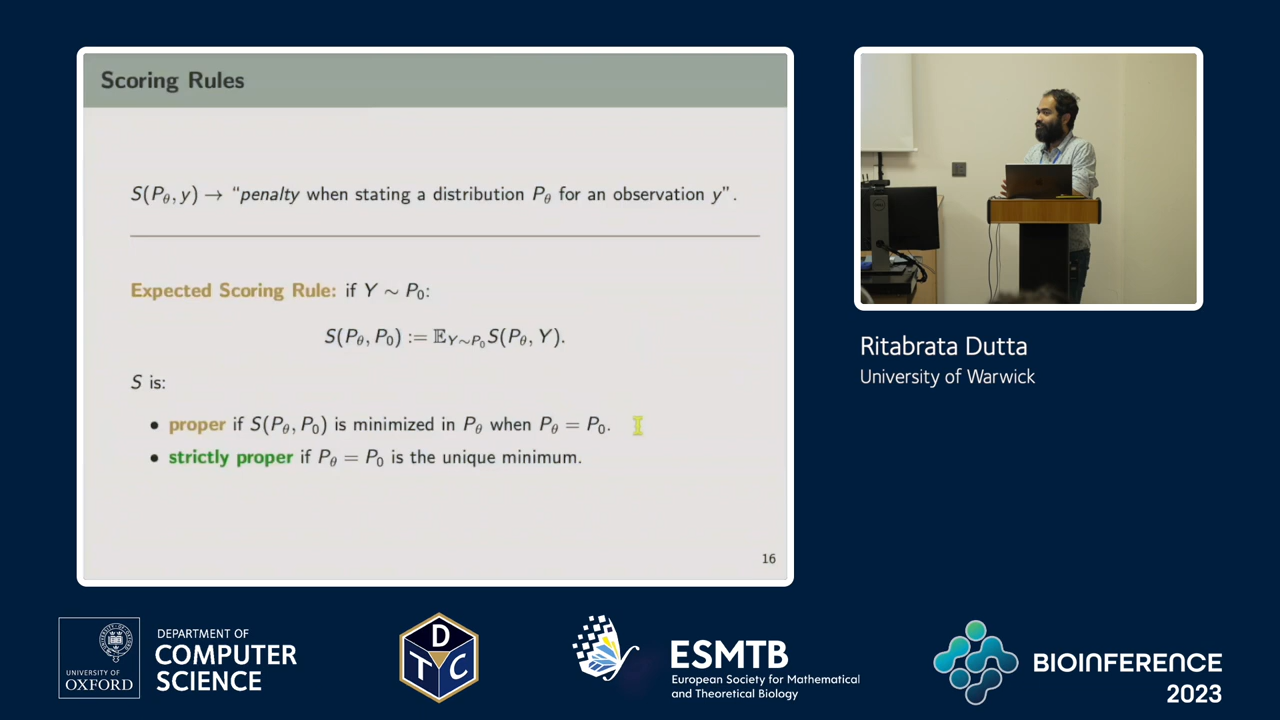 Scoring Rules
S(Pθ, y) → “penalty when stating a distribution Pθ for an observation y”.
Expected Scoring Rule: if Y ∼ P0:
S(Pθ, P0) := 𝔼Y∼P0 S(Pθ, Y).
S is:
• proper if S(Pθ, P0) is minimized in Pθ when Pθ = P0.
• strictly proper if Pθ = P0 is the unique minimum.
16
Ritabrata Dutta
University of Warwick
UNIVERSITY OF
OXFORD
DEPARTMENT OF
COMPUTER
SCIENCE
D
T C
ESMTB
European Society for Mathematical
and Theoretical Biology
BIOINFERENCE
2023